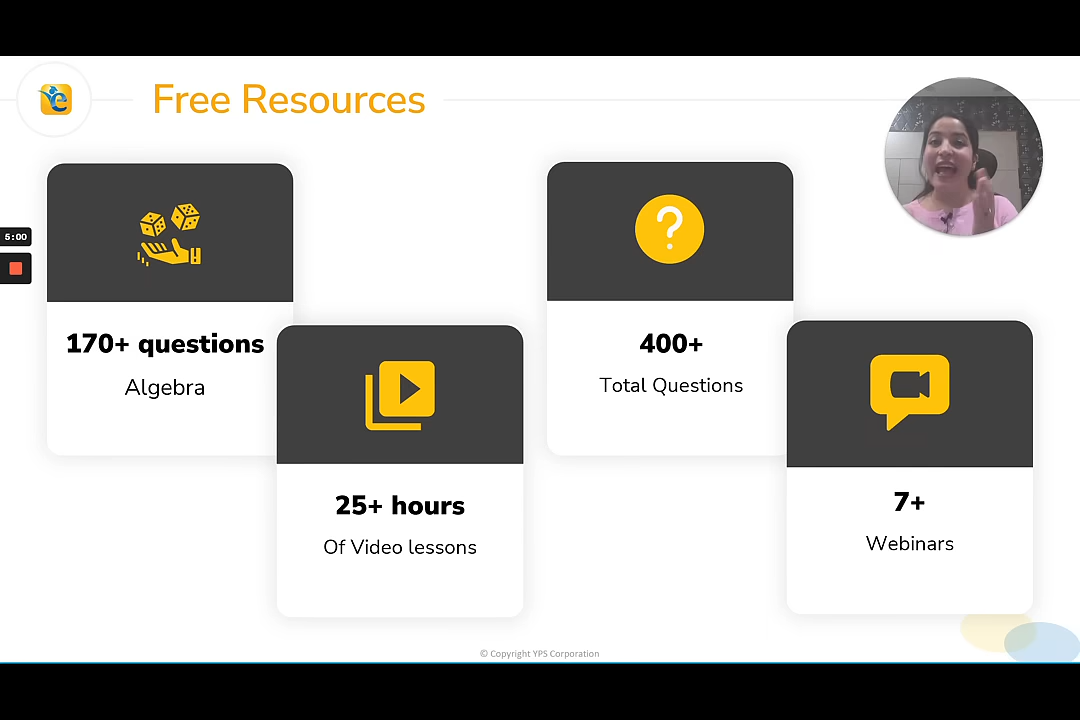 Free Resources
5:00
170+ questions
Algebra
25+ hours
Of Video lessons
400+
Total Questions
7+
Webinars
© Copyright YPS Corporation